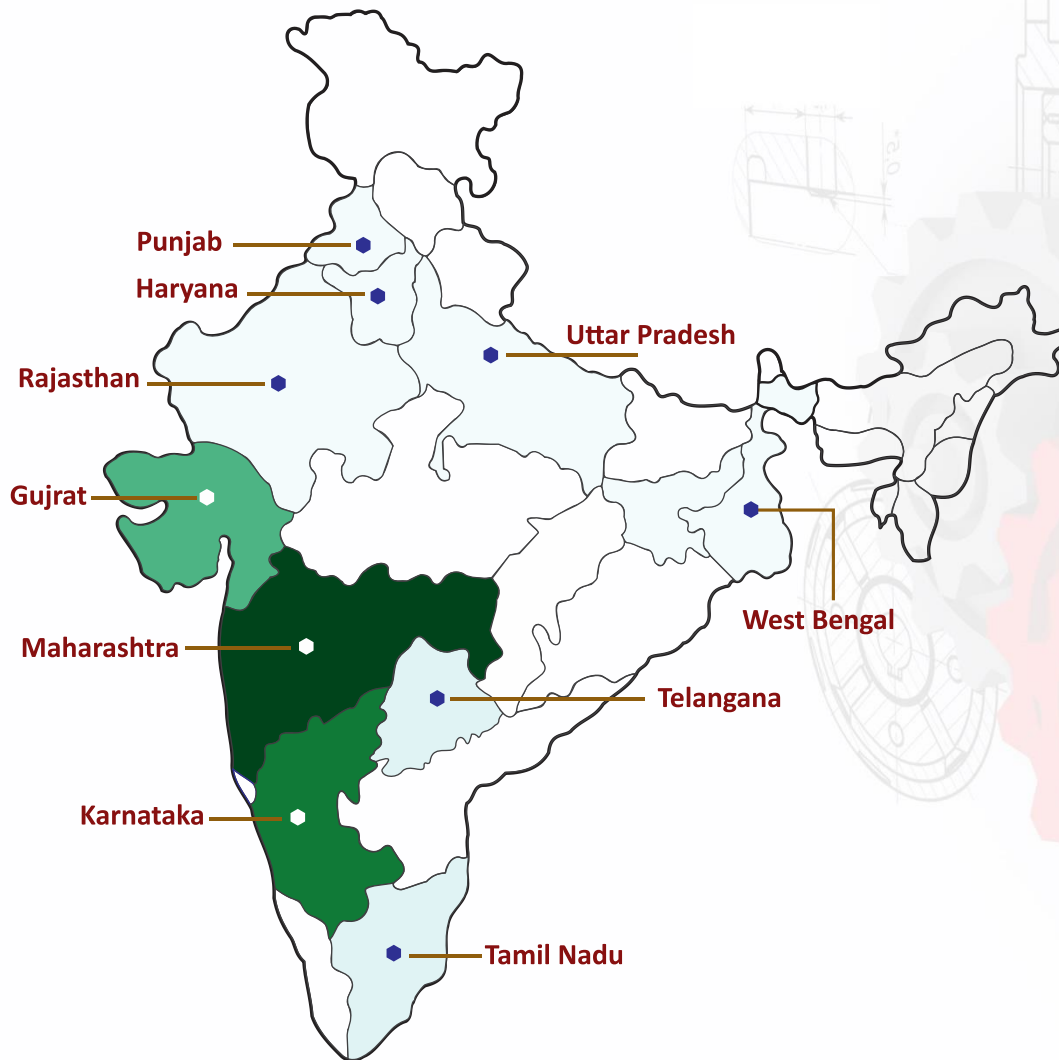 Punjab
Haryana
Uttar Pradesh
Rajasthan
Gujrat
West Bengal
Maharashtra
Telangana
Karnataka
Tamil Nadu